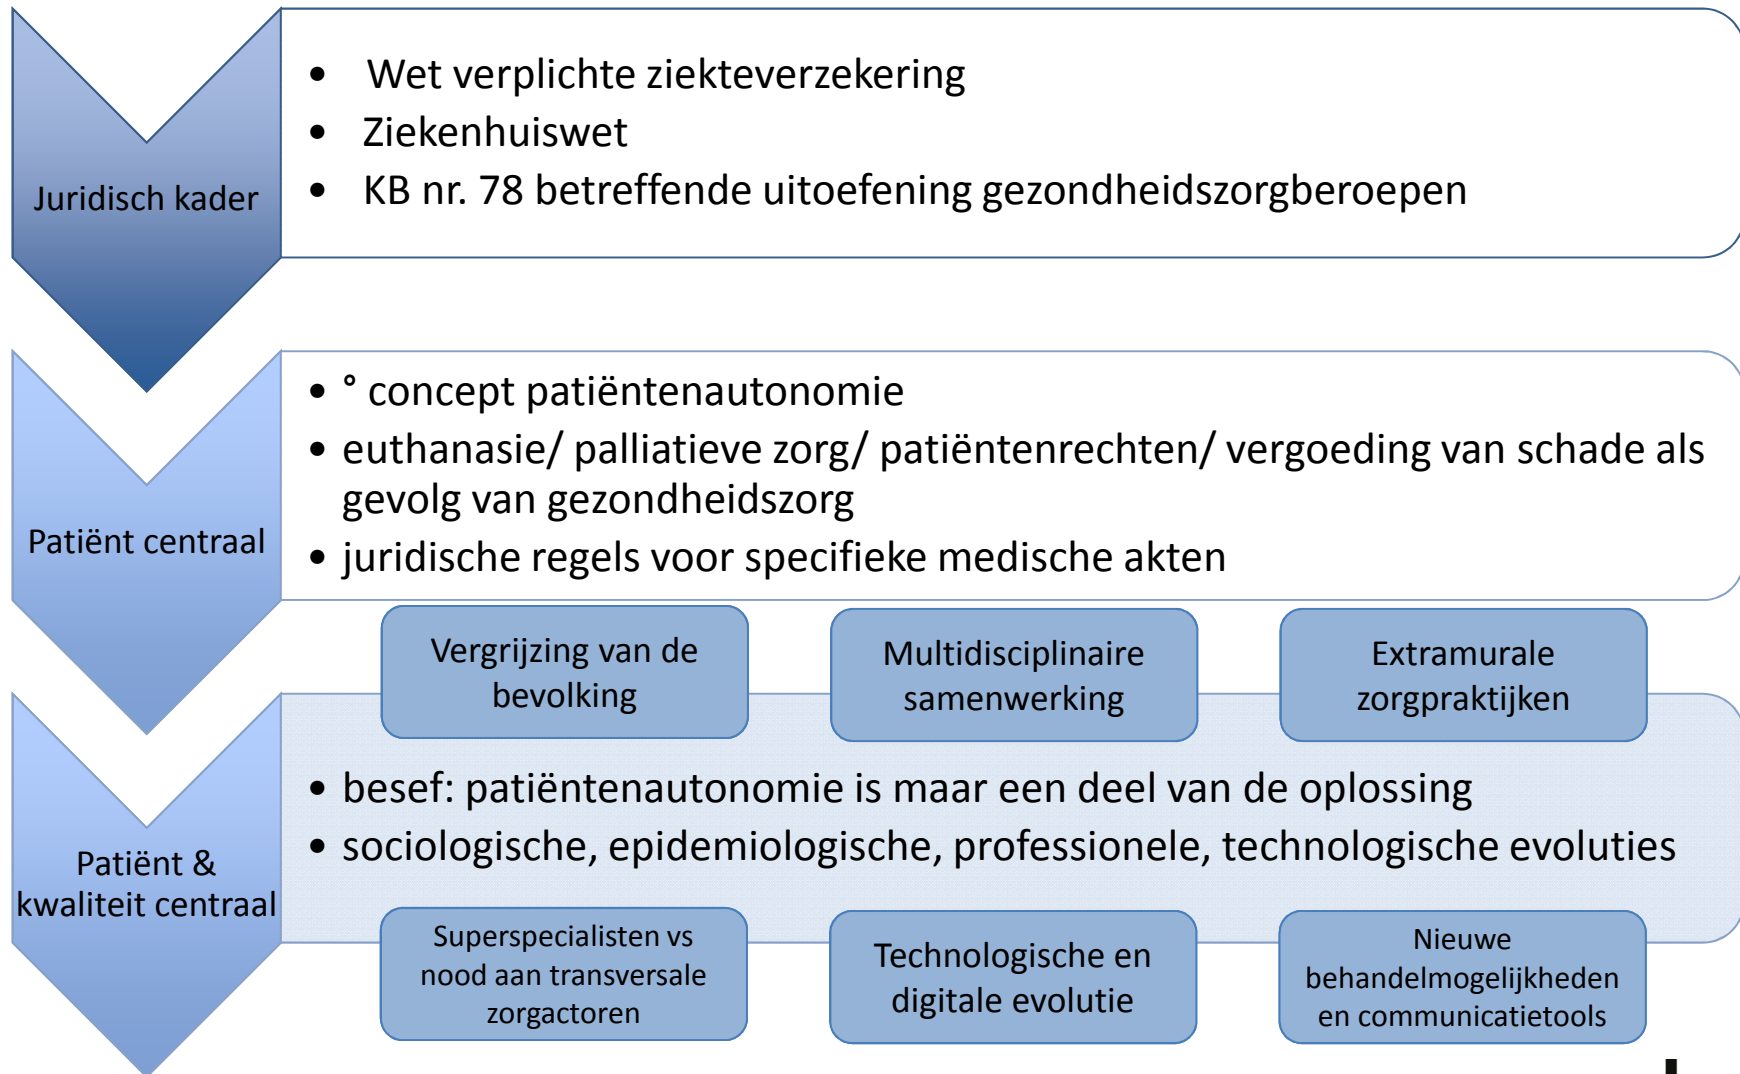 Juridisch kader
• Wet verplichte ziekteverzekering
• Ziekenhuiswet
• KB nr. 78 betreffende uitoefening gezondheidszorgberoepen
Patiënt centraal
• ° concept patiëntenautonomie
• euthanasie/ palliatieve zorg/ patiëntenrechten/ vergoeding van schade als
gevolg van gezondheidszorg
• juridische regels voor specifieke medische akten
Vergrijzing van de
bevolking
Multidisciplinaire
samenwerking
Extramurale
zorgpraktijken
Patiënt &
kwaliteit centraal
• besef: patiëntenautonomie is maar een deel van de oplossing
• sociologische, epidemiologische, professionele, technologische evoluties
Superspecialisten vs
nood aan transversale
zorgactoren
Technologische en
digitale evolutie
Nieuwe
behandelmogelijkheden
en communicatietools